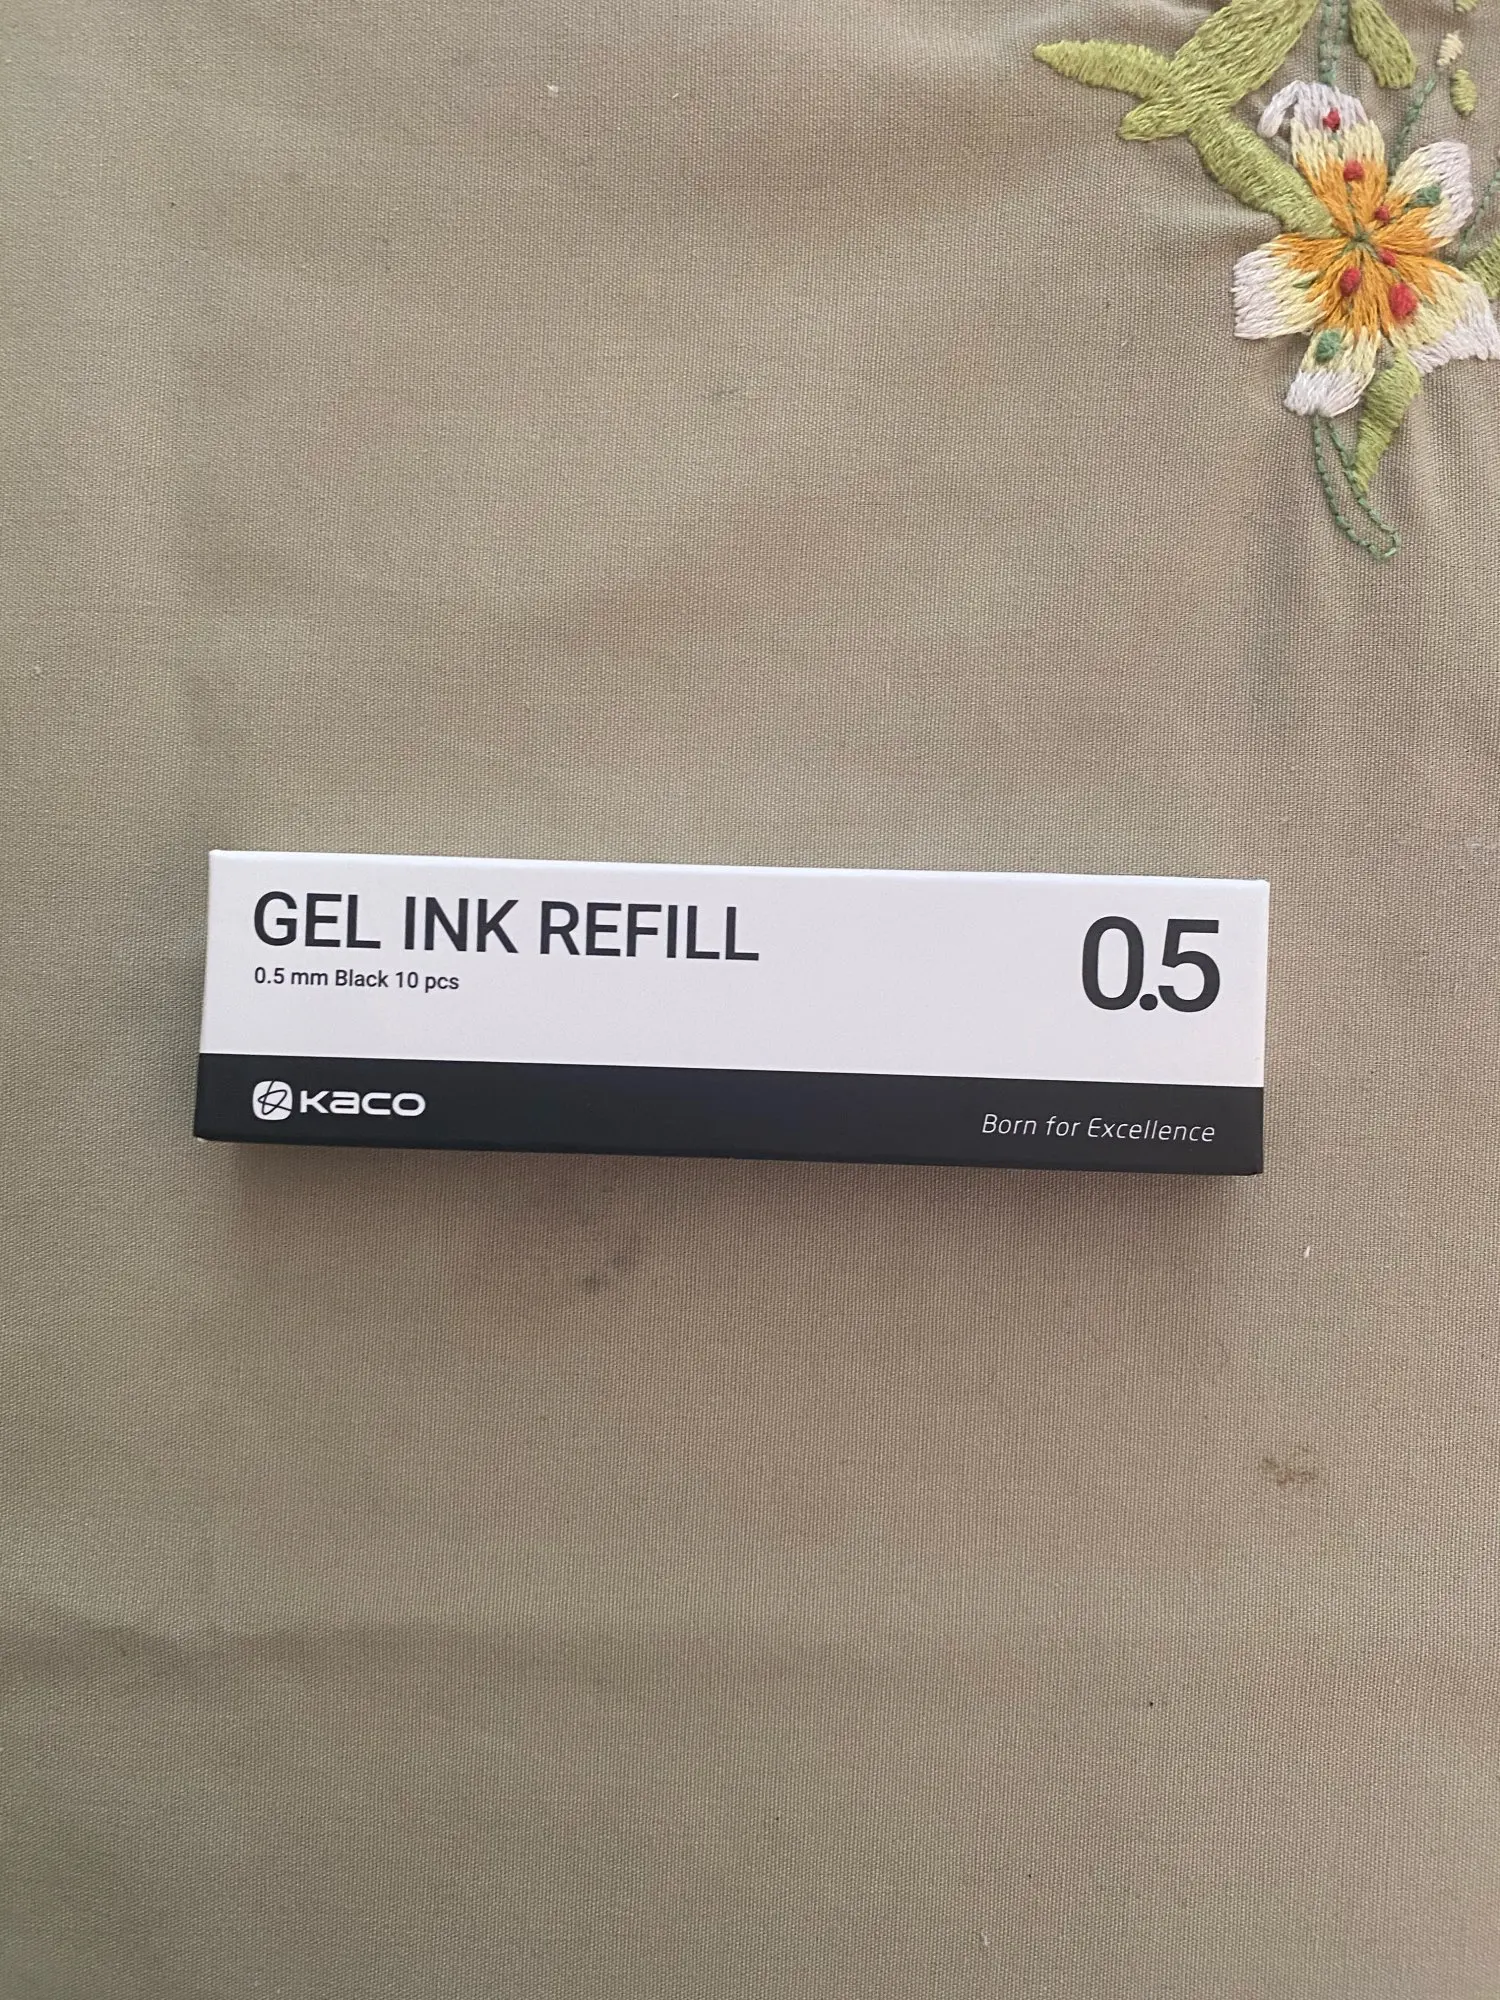 GEL INK REFILL
0.5 mm Black 10 pcs
0.5
KACO
Born for Excellence